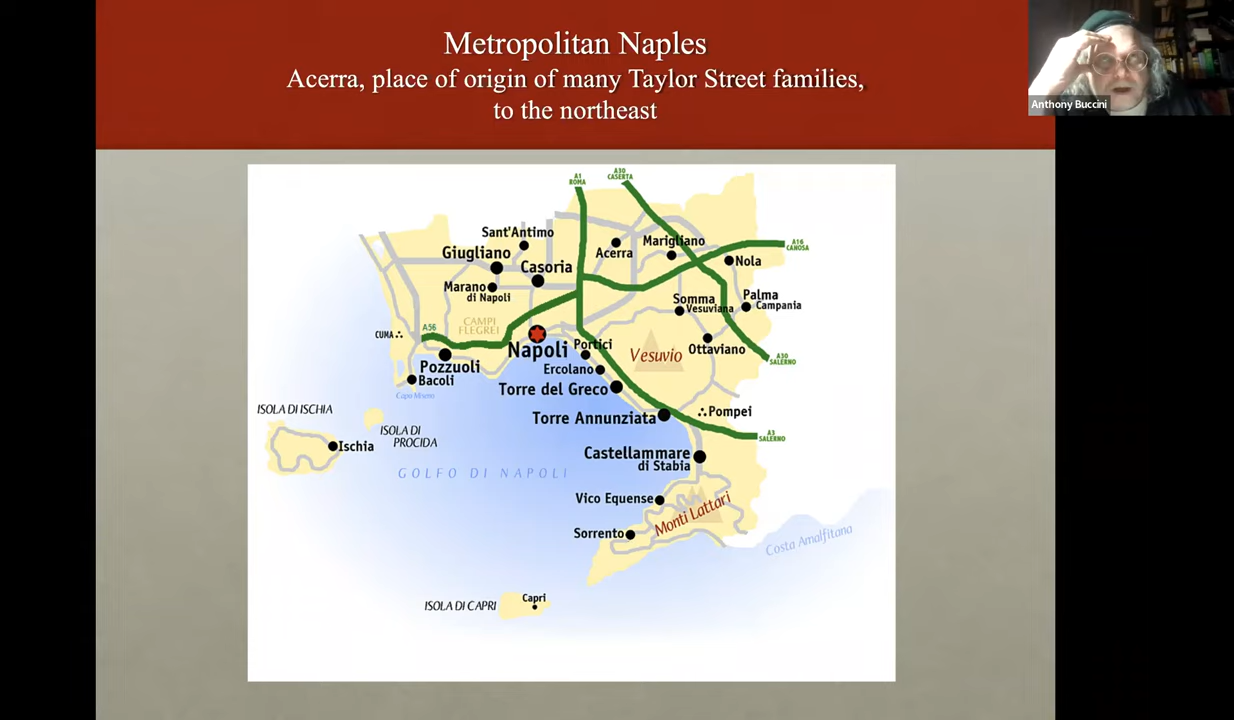 Metropolitan Naples
Acerra, place of origin of many Taylor Street families,
to the northeast
Anthony Buccini
A1
ROMA
A30
CASERTA
Sant'Antimo
Giugliano
Casoria
Acerra
Marigliano
A16
CANOSA
Nola
Marano
di Napoli
Somma
Vesuviana
Palma
Campania
CAMPI
FLEGREI
CUMA
A56
Napoli
Portici
Vesuvio
Ottaviano
A30
SALERNO
Pozzuoli
Ercolano
Bacoli
Torre del Greco
Capo Miseno
ISOLA DI ISCHIA
Torre Annunziata
Pompei
ISOLA DI
PROCIDA
A3
SALERNO
Ischia
Castellammare
di Stabia
GOLFO DI NAPOLI
Vico Equense
Monti Lattari
Sorrento
Costa Amalfitana
Capri
ISOLA DI CAPRI